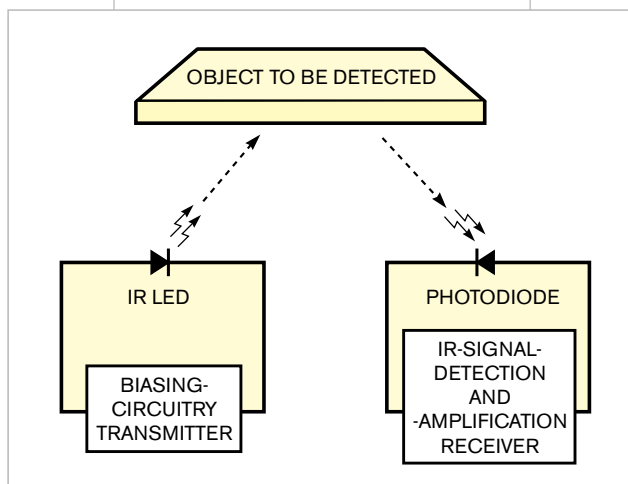 OBJECT TO BE DETECTED
IR LED
PHOTODIODE
BIASING-
CIRCUITRY
TRANSMITTER
IR-SIGNAL-
DETECTION
AND
-AMPLIFICATION
RECEIVER